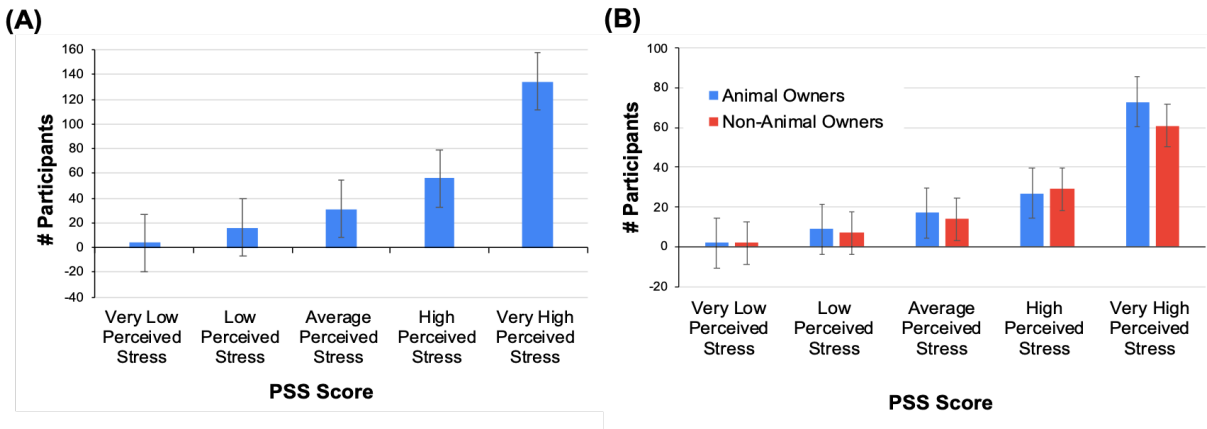 (A)
160
140
120
100
80
60
40
20
0
-20
-40
# Participants
Very Low
Perceived
Stress
Low
Perceived
Stress
Average
Perceived
Stress
High
Perceived
Stress
Very High
Perceived
Stress
PSS Score
(B)
100
80
60
40
20
0
-20
# Participants
Animal Owners
Non-Animal Owners
Very Low
Perceived
Stress
Low
Perceived
Stress
Average
Perceived
Stress
High
Perceived
Stress
Very High
Perceived
Stress
PSS Score